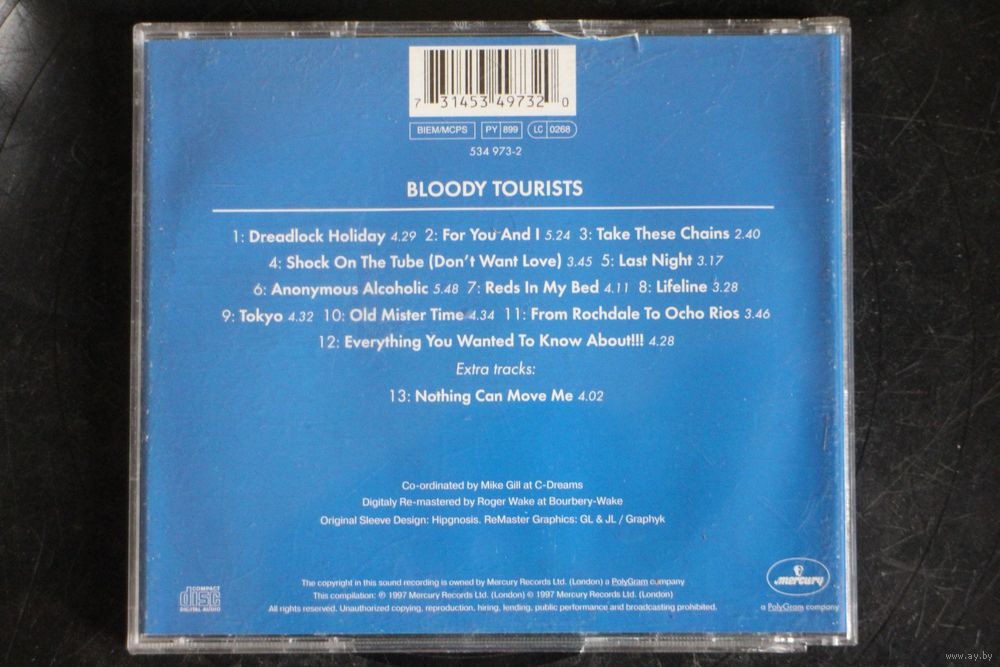 7 31453 49732 0
BIEM/MCPS PY 899 LC 0268
534 973-2
BLOODY TOURISTS
1: Dreadlock Holiday 4.29 2: For You And I 5.24 3: Take These Chains 2.40
4: Shock On The Tube (Don't Want Love) 3.45 5: Last Night 3.17
6: Anonymous Alcoholic 5.48 7: Reds In My Bed 4.11 8: Lifeline 3.28
9: Tokyo 4.32 10: Old Mister Time 4.34 11: From Rochdale To Ocho Rios 3.46
12: Everything You Wanted To Know About!!! 4.28
Extra tracks:
13: Nothing Can Move Me 4.02
Co-ordinated by Mike Gill at C-Dreams
Digitaly Re-mastered by Roger Wake at Bourbery-Wake
Original Sleeve Design: Hipgnosis. ReMaster Graphics: GL & JL / Graphyk
The copyright in this sound recording is owned by Mercury Records Ltd. (London) a PolyGram company
This compilation: ℗ 1997 Mercury Records Ltd. (London) © 1997 Mercury Records Ltd. (London)
All rights reserved. Unauthorized copying, reproduction, hiring, lending, public performance and broadcasting prohibited.
COMPACT
disc
DIGITAL AUDIO
mercury
a PolyGram company
www.ay.by